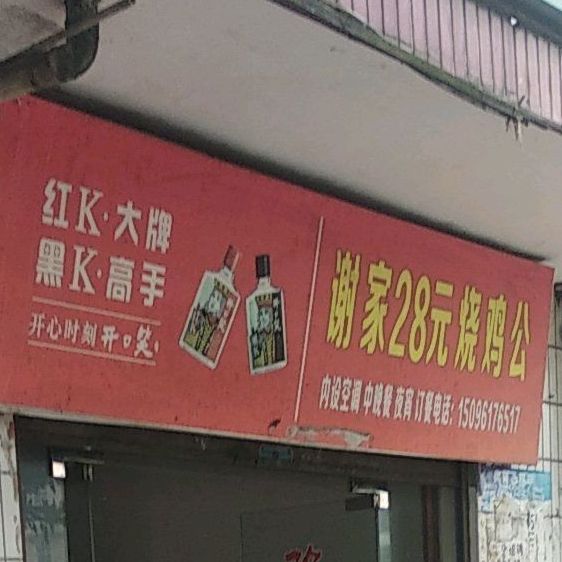 红K·大牌
黑K·高手
开心时刻开口笑.
谢家28元烧鸡公
内设空调 中晚餐 夜宵 订餐电话：15096176517